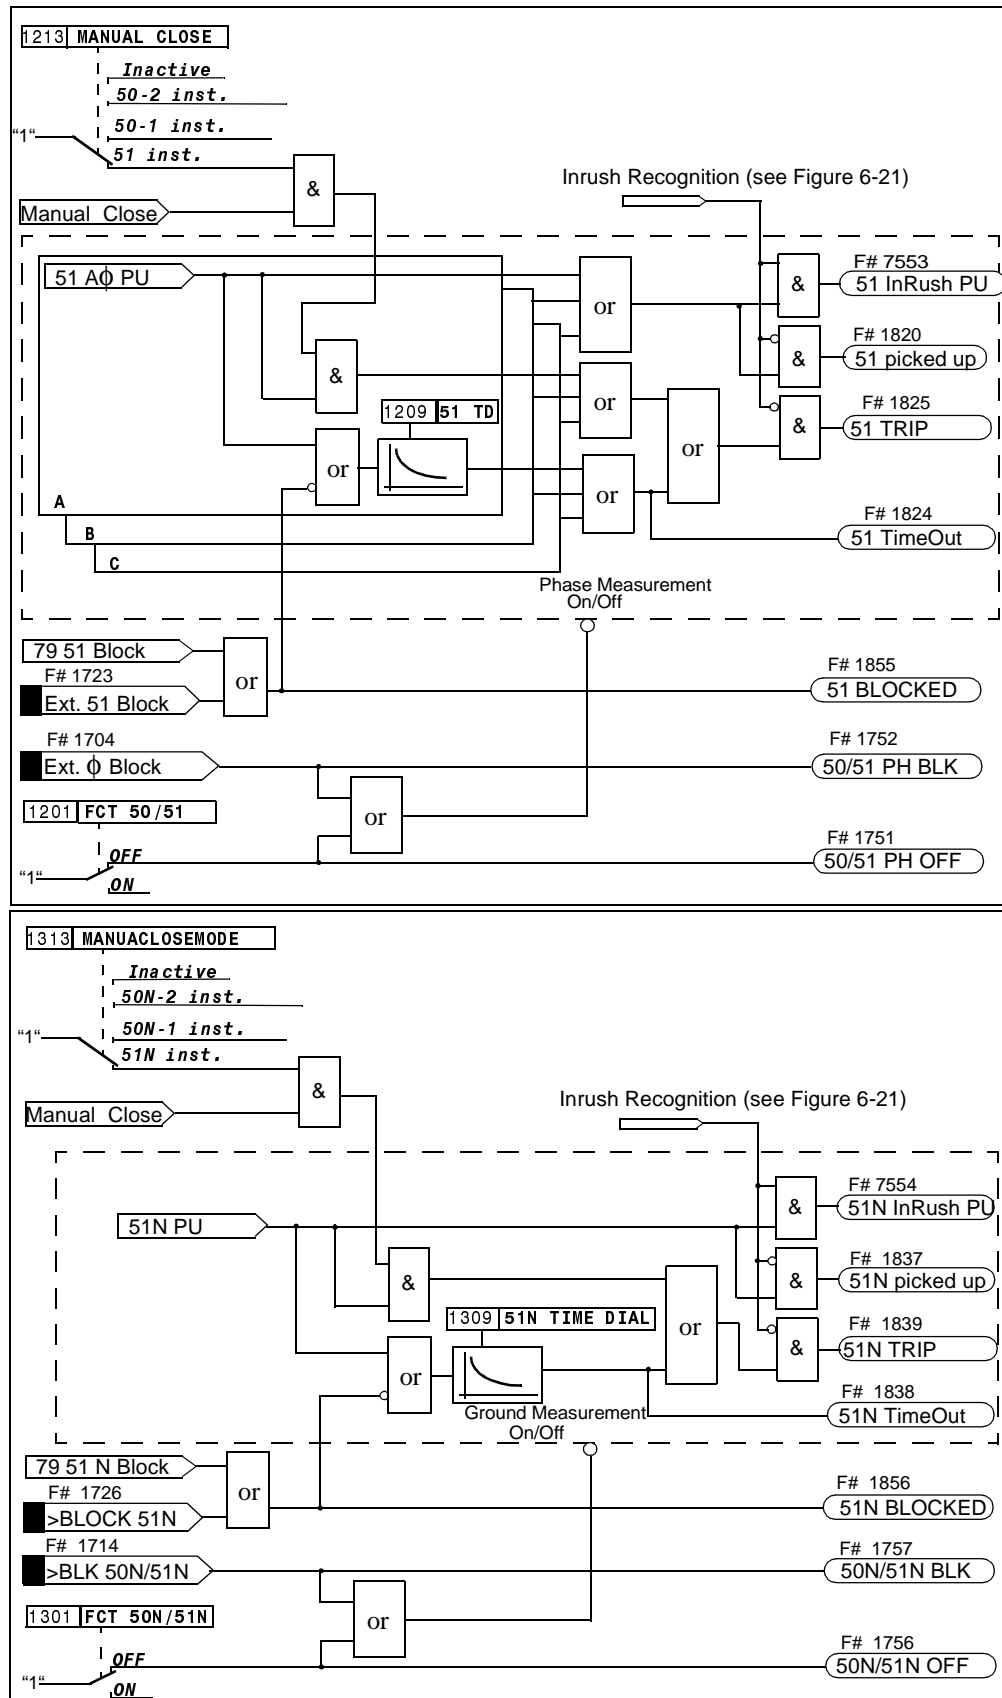 1213 MANUAL CLOSE
Inactive
50-2 inst.
50-1 inst.
"1"
51 inst.
&
Manual Close
Inrush Recognition (see Figure 6-21)
51 Aϕ PU
or
&
F# 7553
51 InRush PU
&
F# 1820
51 picked up
&
or
1209 51 TD
&
F# 1825
51 TRIP
or
or
or
A
B
C
F# 1824
51 TimeOut
Phase Measurement
On/Off
79 51 Block
F# 1723
Ext. 51 Block
or
F# 1855
51 BLOCKED
F# 1704
Ext. ϕ Block
F# 1752
50/51 PH BLK
or
1201 FCT 50/51
F# 1751
50/51 PH OFF
OFF
"1"
ON
1313 MANUACLOSEMODE
Inactive
50N-2 inst.
50N-1 inst.
"1"
51N inst.
&
Manual Close
Inrush Recognition (see Figure 6-21)
51N PU
&
F# 7554
51N InRush PU
&
&
F# 1837
51N picked up
1309 51N TIME DIAL
or
&
F# 1839
51N TRIP
or
F# 1838
51N TimeOut
Ground Measurement
On/Off
79 51 N Block
F# 1726
>BLOCK 51N
or
F# 1856
51N BLOCKED
F# 1714
>BLK 50N/51N
F# 1757
50N/51N BLK
or
1301 FCT 50N/51N
F# 1756
50N/51N OFF
OFF
"1"
ON